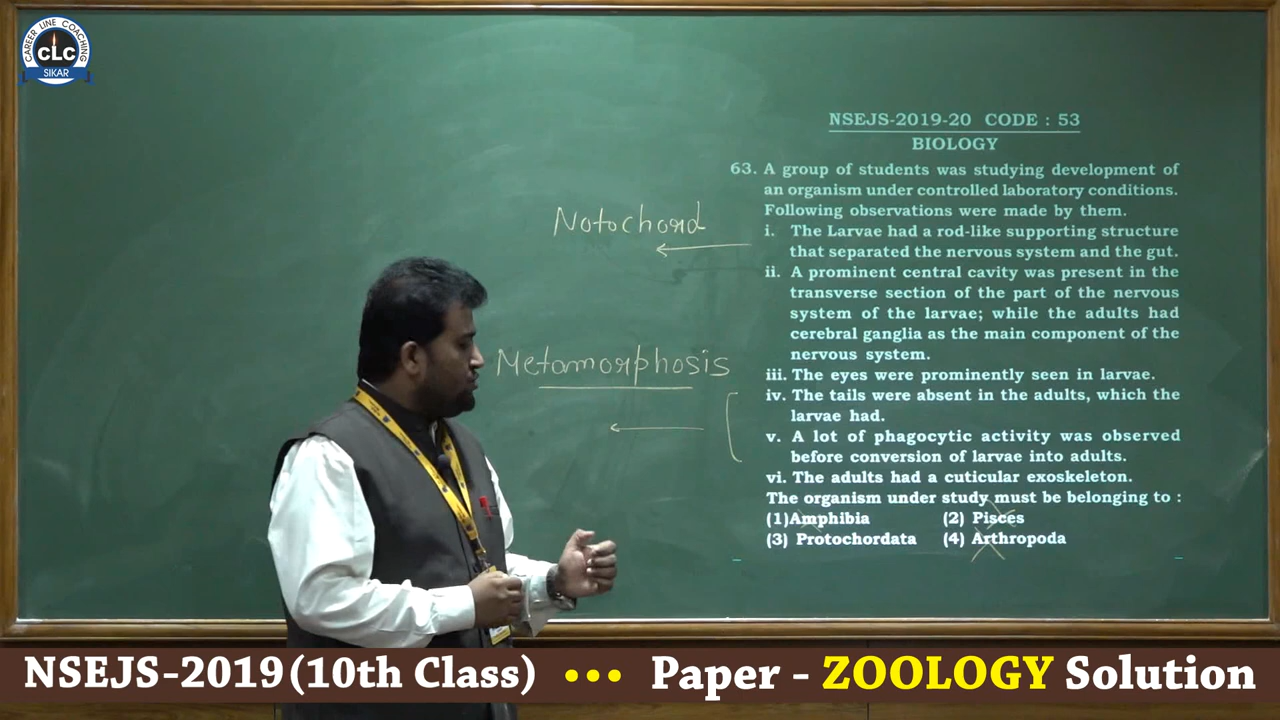 CAREER LINE COACHING
CLC
SIKAR
NSEJS-2019-20 CODE : 53
BIOLOGY
63. A group of students was studying development of
an organism under controlled laboratory conditions.
Following observations were made by them.
i. The Larvae had a rod-like supporting structure
that separated the nervous system and the gut.
ii. A prominent central cavity was present in the
transverse section of the part of the nervous
system of the larvae; while the adults had
cerebral ganglia as the main component of the
nervous system.
iii. The eyes were prominently seen in larvae.
iv. The tails were absent in the adults, which the
larvae had.
v. A lot of phagocytic activity was observed
before conversion of larvae into adults.
vi. The adults had a cuticular exoskeleton.
The organism under study must be belonging to :
(1)Amphibia (2) Pisces
(3) Protochordata (4) Arthropoda
Notochord
Metamorphosis
NSEJS-2019(10th Class) ••• Paper - ZOOLOGY Solution